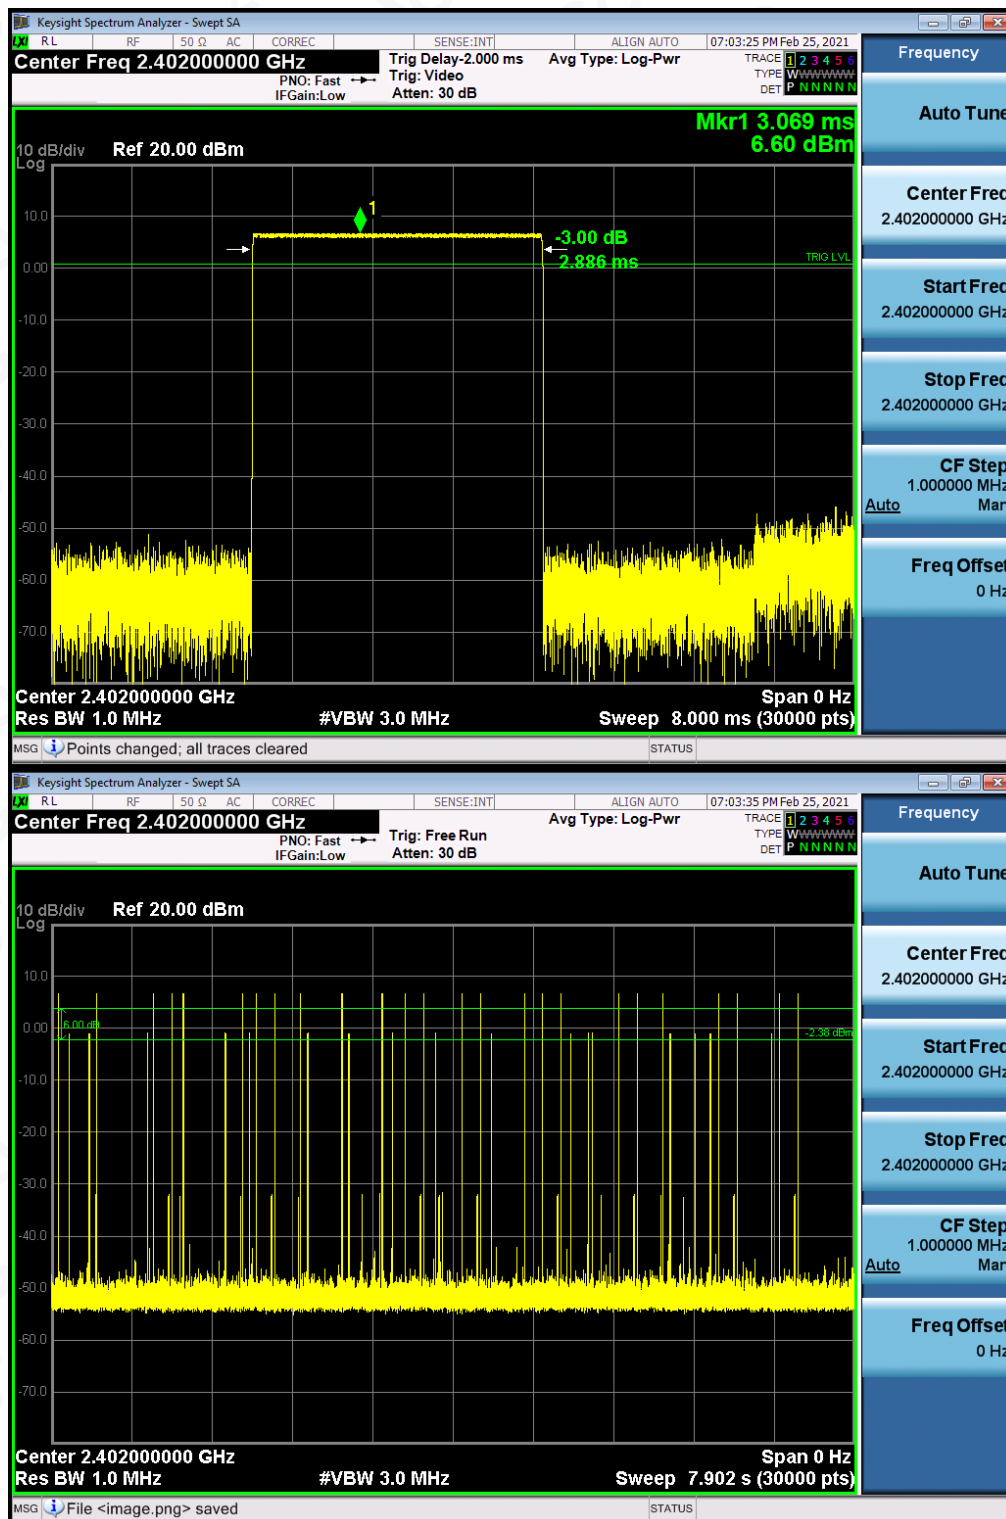 Keysight Spectrum Analyzer - Swept SA
LXI RL RF 50 Ω AC CORREC SENSE:INT ALIGN AUTO 07:03:25 PM Feb 25, 2021
Center Freq 2.402000000 GHz
PNO: Fast
IFGain:Low
Trig Delay-2.000 ms
Trig: Video
Atten: 30 dB
Avg Type: Log-Pwr
TRACE 1 2 3 4 5 6
TYPE WWWWWWW
DET P N N N N N
Mkr1 3.069 ms
6.60 dBm
10 dB/div Ref 20.00 dBm
Log
10.0
0.00
-10.0
-20.0
-30.0
-40.0
-50.0
-60.0
-70.0
1
-3.00 dB
2.886 ms
TRIG LVL
Center 2.402000000 GHz Span 0 Hz
Res BW 1.0 MHz #VBW 3.0 MHz Sweep 8.000 ms (30000 pts)
MSG Points changed; all traces cleared STATUS
Frequency
Auto Tune
Center Freq
2.402000000 GHz
Start Freq
2.402000000 GHz
Stop Freq
2.402000000 GHz
CF Step
1.000000 MHz
Auto Man
Freq Offset
0 Hz
Keysight Spectrum Analyzer - Swept SA
LXI RL RF 50 Ω AC CORREC SENSE:INT ALIGN AUTO 07:03:35 PM Feb 25, 2021
Center Freq 2.402000000 GHz
PNO: Fast
IFGain:Low
Trig: Free Run
Atten: 30 dB
Avg Type: Log-Pwr
TRACE 1 2 3 4 5 6
TYPE WWWWWWW
DET P N N N N N
10 dB/div Ref 20.00 dBm
Log
10.0
0.00
-10.0
-20.0
-30.0
-40.0
-50.0
-60.0
-70.0
6.00 dB
-2.38 dBm
Center 2.402000000 GHz Span 0 Hz
Res BW 1.0 MHz #VBW 3.0 MHz Sweep 7.902 s (30000 pts)
MSG File <image.png> saved STATUS
Frequency
Auto Tune
Center Freq
2.402000000 GHz
Start Freq
2.402000000 GHz
Stop Freq
2.402000000 GHz
CF Step
1.000000 MHz
Auto Man
Freq Offset
0 Hz